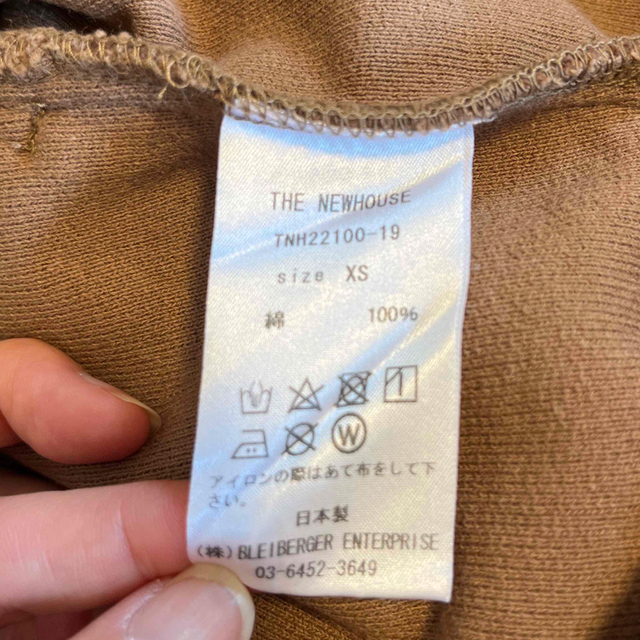 THE NEWHOUSE
TNH22100-19
size XS
綿 100%
W
アイロンの際はあて布をして下
さい。
日本製
(株)BLEIBERGER ENTERPRISE
03-6452-3649